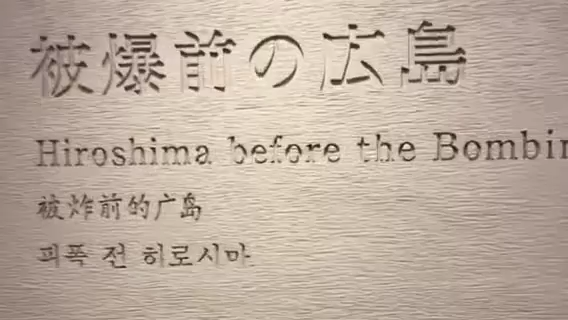 被爆前の広島
Hiroshima before the Bombin
被炸前的广岛
피폭 전 히로시마